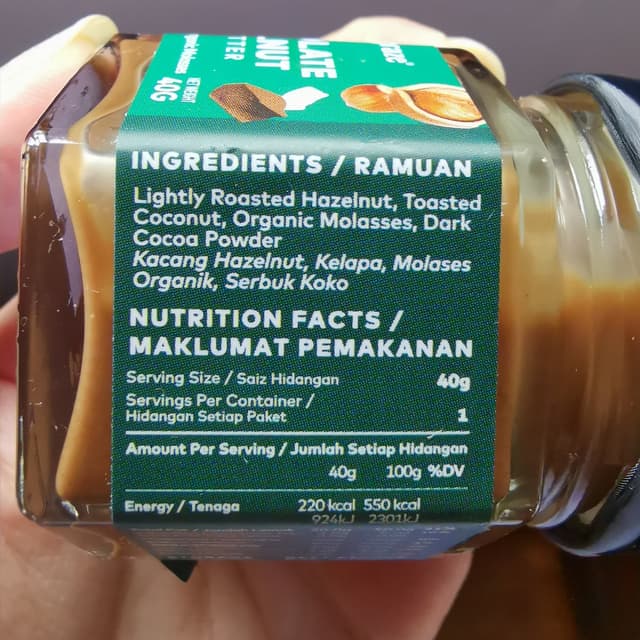 LATE
NUT
TTER
NET WEIGHT
40G
INGREDIENTS / RAMUAN
Lightly Roasted Hazelnut, Toasted
Coconut, Organic Molasses, Dark
Cocoa Powder
Kacang Hazelnut, Kelapa, Molases
Organik, Serbuk Koko
NUTRITION FACTS /
MAKLUMAT PEMAKANAN
Serving Size / Saiz Hidangan 40g
Servings Per Container /
Hidangan Setiap Paket 1
Amount Per Serving / Jumlah Setiap Hidangan
40g 100g %DV
Energy / Tenaga 220 kcal 550 kcal
924kJ 2301kJ